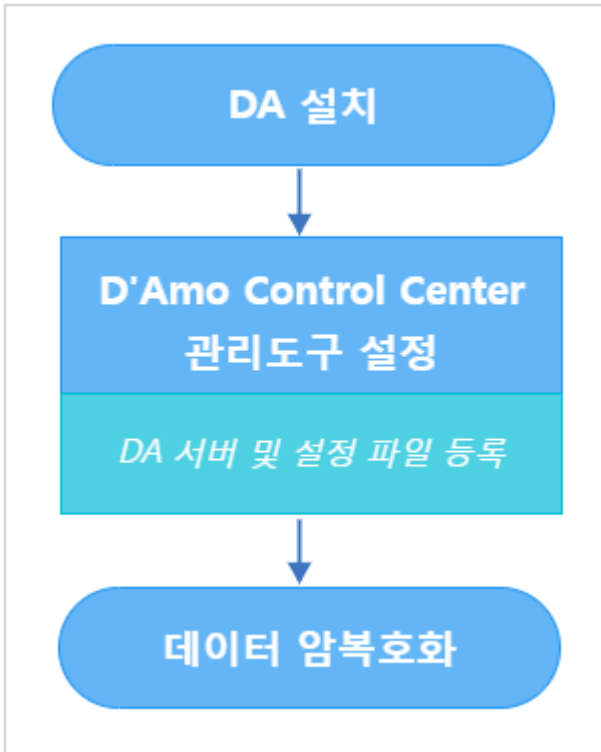 DA 설치
D'Amo Control Center
관리도구 설정
DA 서버 및 설정 파일 등록
데이터 암복호화